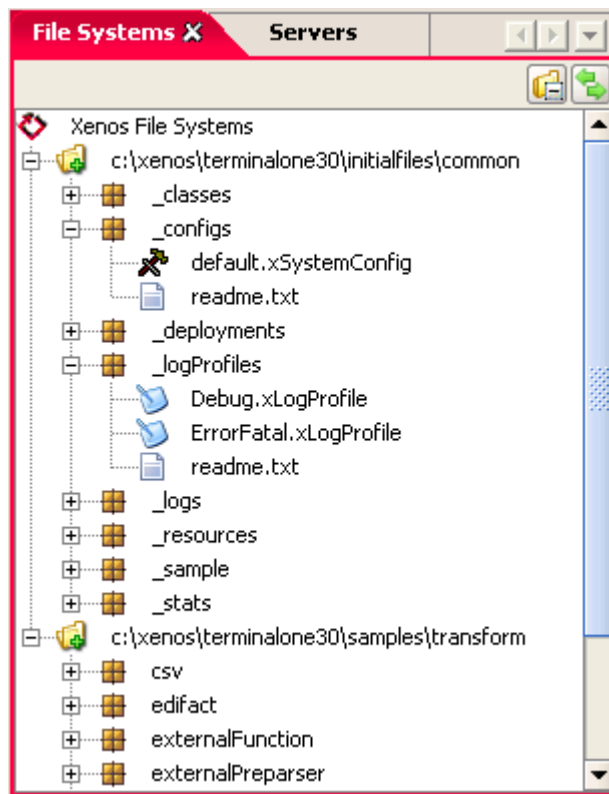 File Systems
Servers
Xenos File Systems
c:\xenos\terminalone30\initialfiles\common
_classes
_configs
default.xSystemConfig
readme.txt
_deployments
_logProfiles
Debug.xLogProfile
ErrorFatal.xLogProfile
readme.txt
_logs
_resources
_sample
_stats
c:\xenos\terminalone30\samples\transform
csv
edifact
externalFunction
externalPreparser